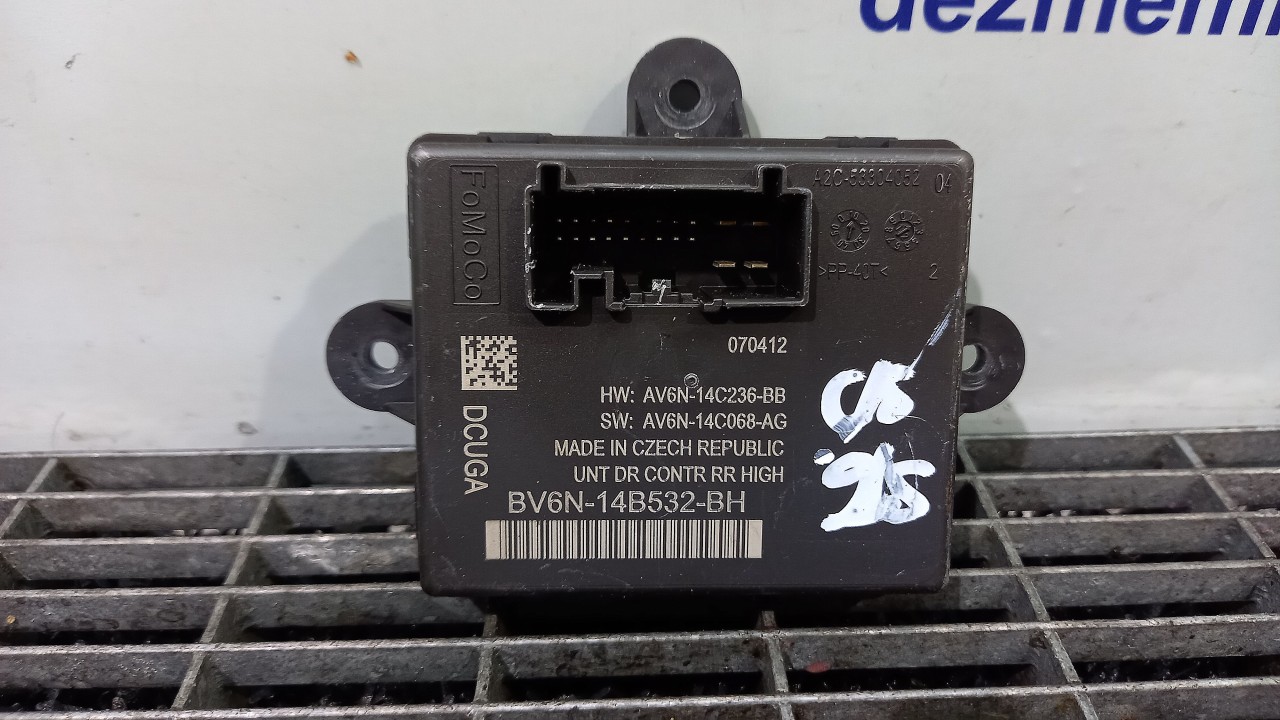 dezmemb
FoMoCo
A2C-53304052 04
>PP-40T< 2
070412
HW: AV6N-14C236-BB
SW: AV6N-14C068-AG
MADE IN CZECH REPUBLIC
UNT DR CONTR RR HIGH
DCUGA
BV6N-14B532-BH